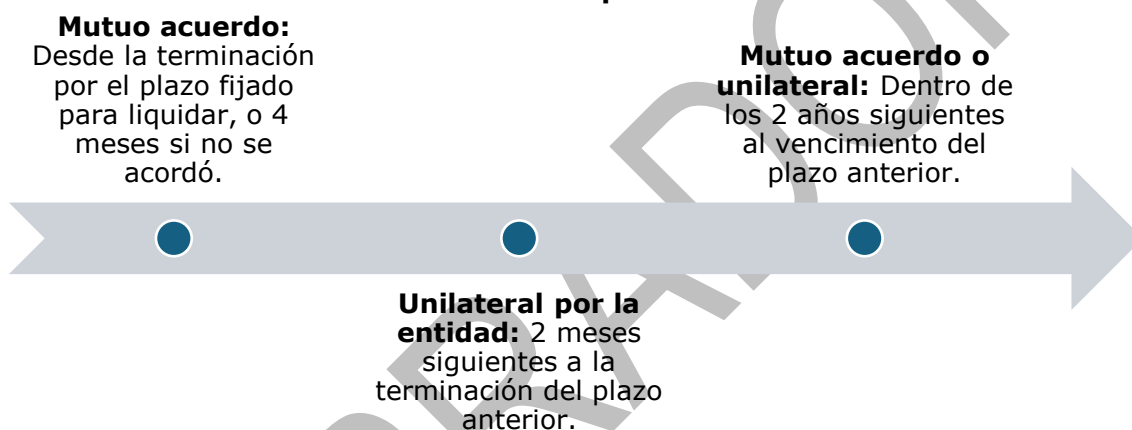 Mutuo acuerdo:
Desde la terminación
por el plazo fijado
para liquidar, o 4
meses si no se
acordó.
Unilateral por la
entidad: 2 meses
siguientes a la
terminación del plazo
anterior.
Mutuo acuerdo o
unilateral: Dentro de
los 2 años siguientes
al vencimiento del
plazo anterior.